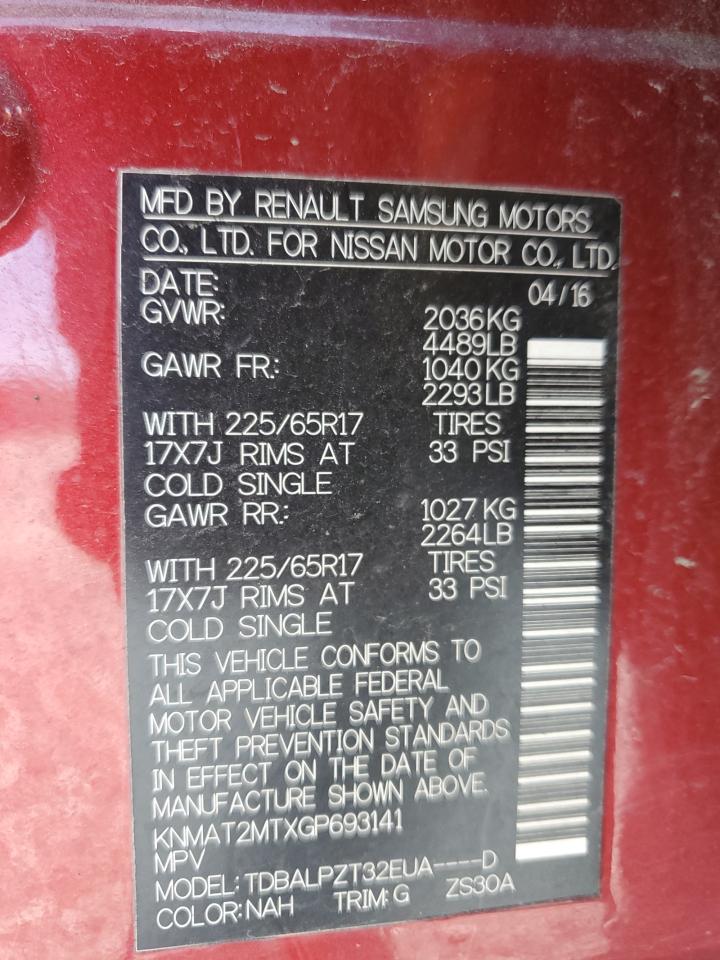 MFD BY RENAULT SAMSUNG MOTORS
CO., LTD. FOR NISSAN MOTOR CO., LTD.
DATE: 04/16
GVWR: 2036KG
4489LB
GAWR FR.: 1040KG
2293LB
WITH 225/65R17 TIRES
17X7J RIMS AT 33 PSI
COLD SINGLE
GAWR RR.: 1027KG
2264LB
WITH 225/65R17 TIRES
17X7J RIMS AT 33 PSI
COLD SINGLE
THIS VEHICLE CONFORMS TO
ALL APPLICABLE FEDERAL
MOTOR VEHICLE SAFETY AND
THEFT PREVENTION STANDARDS
IN EFFECT ON THE DATE OF
MANUFACTURE SHOWN ABOVE.
KNMAT2MTXGP693141
MPV
MODEL: TDBALPZT32EUA----D
COLOR: NAH TRIM: G ZS30A